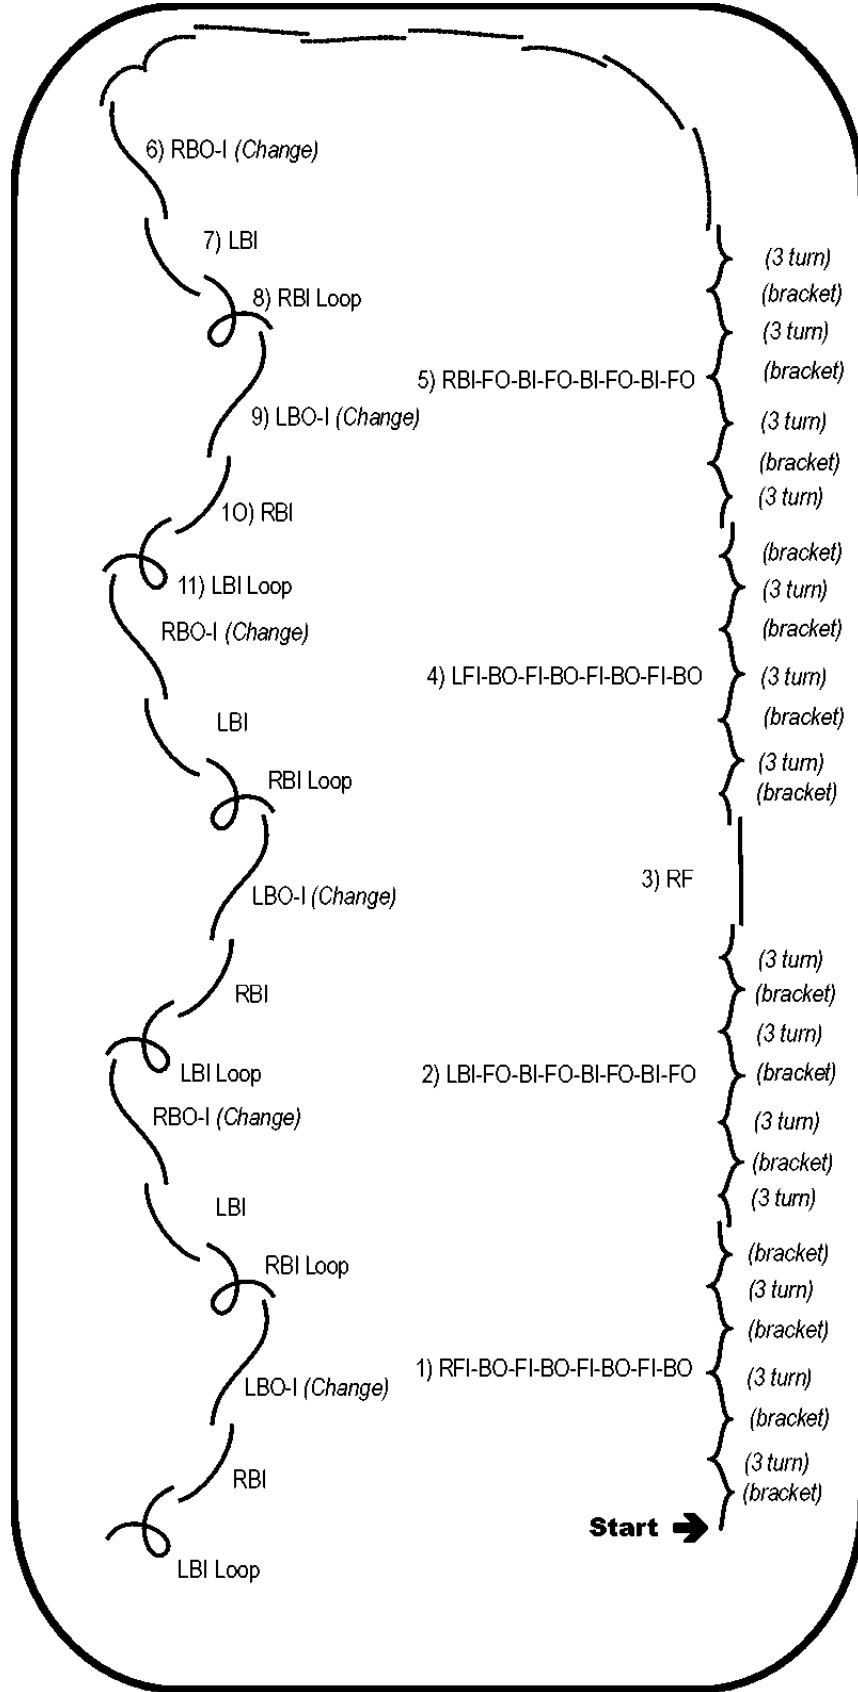 6) RBO-I (Change)
7) LBI
8) RBI Loop
9) LBO-I (Change)
10) RBI
11) LBI Loop
RBO-I (Change)
LBI
RBI Loop
LBO-I (Change)
RBI
LBI Loop
RBO-I (Change)
LBI
RBI Loop
LBO-I (Change)
RBI
LBI Loop
(3 turn)
(bracket)
(3 turn)
5) RBI-FO-BI-FO-BI-FO-BI-FO
(bracket)
(3 turn)
(bracket)
(3 turn)
(bracket)
(3 turn)
(bracket)
4) LFI-BO-FI-BO-FI-BO-FI-BO
(3 turn)
(bracket)
(3 turn)
(bracket)
3) RF
(3 turn)
(bracket)
(3 turn)
2) LBI-FO-BI-FO-BI-FO-BI-FO
(bracket)
(3 turn)
(bracket)
(3 turn)
(bracket)
(3 turn)
(bracket)
1) RFI-BO-FI-BO-FI-BO-FI-BO
(3 turn)
(bracket)
(3 turn)
(bracket)
Start